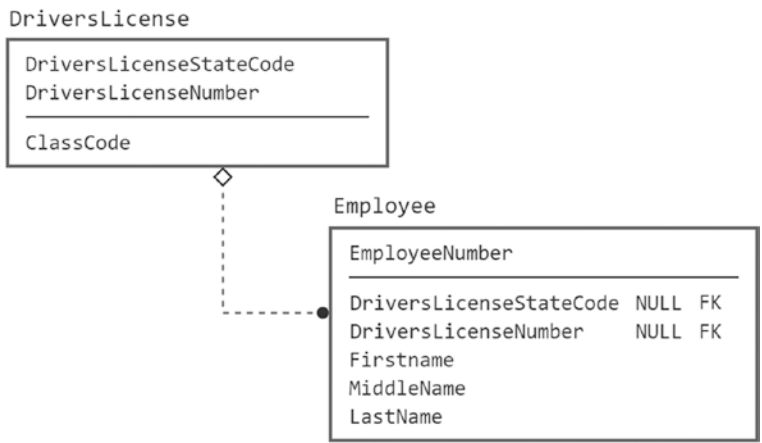 DriversLicense
DriversLicenseStateCode
DriversLicenseNumber
ClassCode
Employee
EmployeeNumber
DriversLicenseStateCode NULL FK
DriversLicenseNumber NULL FK
Firstname
MiddleName
LastName